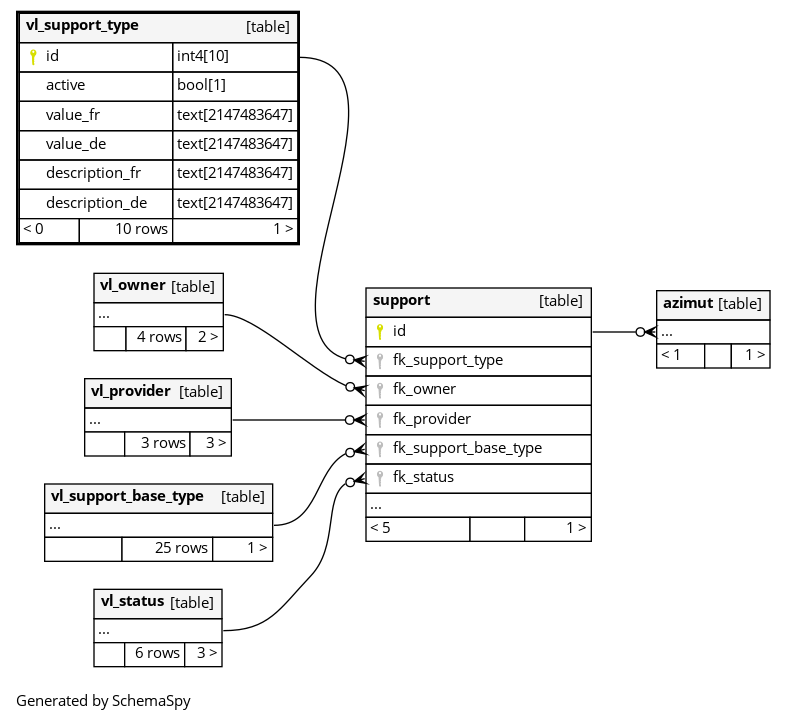 vl_support_type [table]
id int4[10]
active bool[1]
value_fr text[2147483647]
value_de text[2147483647]
description_fr text[2147483647]
description_de text[2147483647]
< 0 10 rows 1 >
vl_owner [table]
...
4 rows 2 >
vl_provider [table]
...
3 rows 3 >
vl_support_base_type [table]
...
25 rows 1 >
vl_status [table]
...
6 rows 3 >
support [table]
id
fk_support_type
fk_owner
fk_provider
fk_support_base_type
fk_status
...
< 5 1 >
azimut [table]
...
< 1 1 >
Generated by SchemaSpy